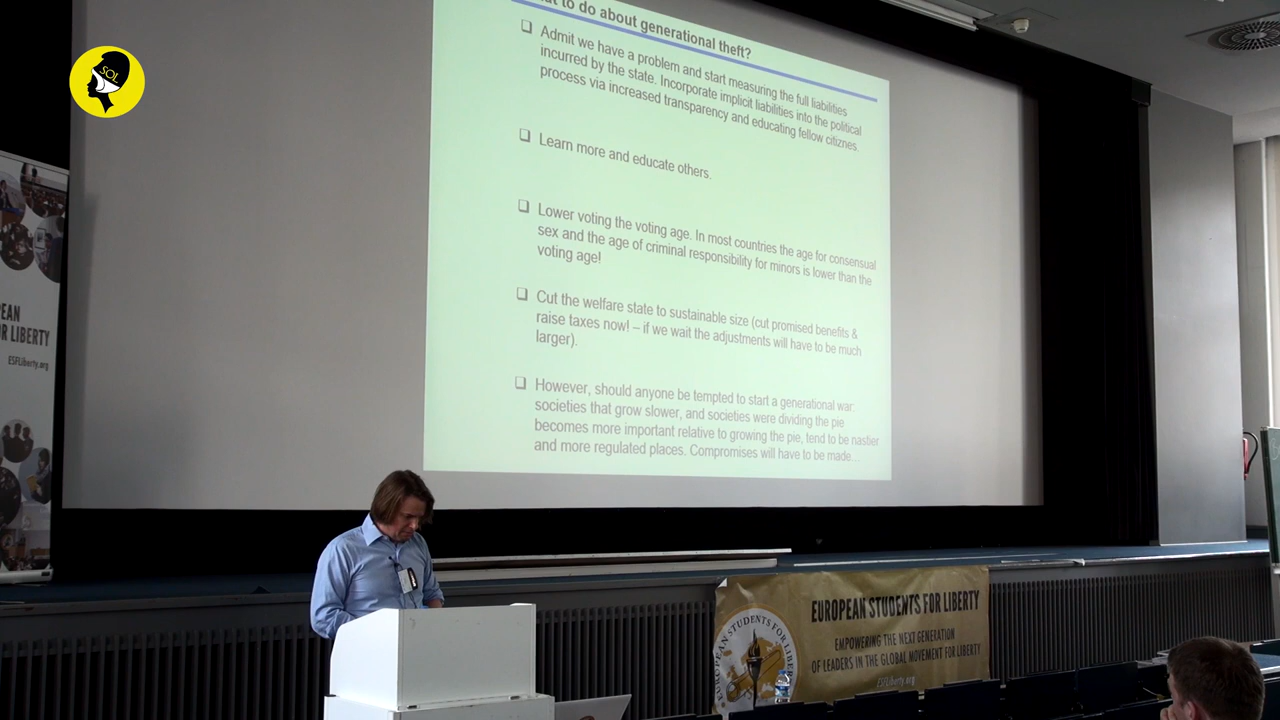 SOL
to do about generational theft?
❑ Admit we have a problem and start measuring the full liabilities
incurred by the state. Incorporate implicit liabilities into the political
process via increased transparency and educating fellow citiznes.
❑ Learn more and educate others.
❑ Lower voting the voting age. In most countries the age for consensual
sex and the age of criminal responsibility for minors is lower than the
voting age!
❑ Cut the welfare state to sustainable size (cut promised benefits &
raise taxes now! – if we wait the adjustments will have to be much
larger).
❑ However, should anyone be tempted to start a generational war:
societies that grow slower, and societies were dividing the pie
becomes more important relative to growing the pie, tend to be nastier
and more regulated places. Compromises will have to be made...
LIBERTY
ESFLiberty.org
EUROPEAN STUDENTS FOR LIBERTY
EMPOWERING THE NEXT GENERATION
OF LEADERS IN THE GLOBAL MOVEMENT FOR LIBERTY
ESFLiberty.org
STUDENTS FOR